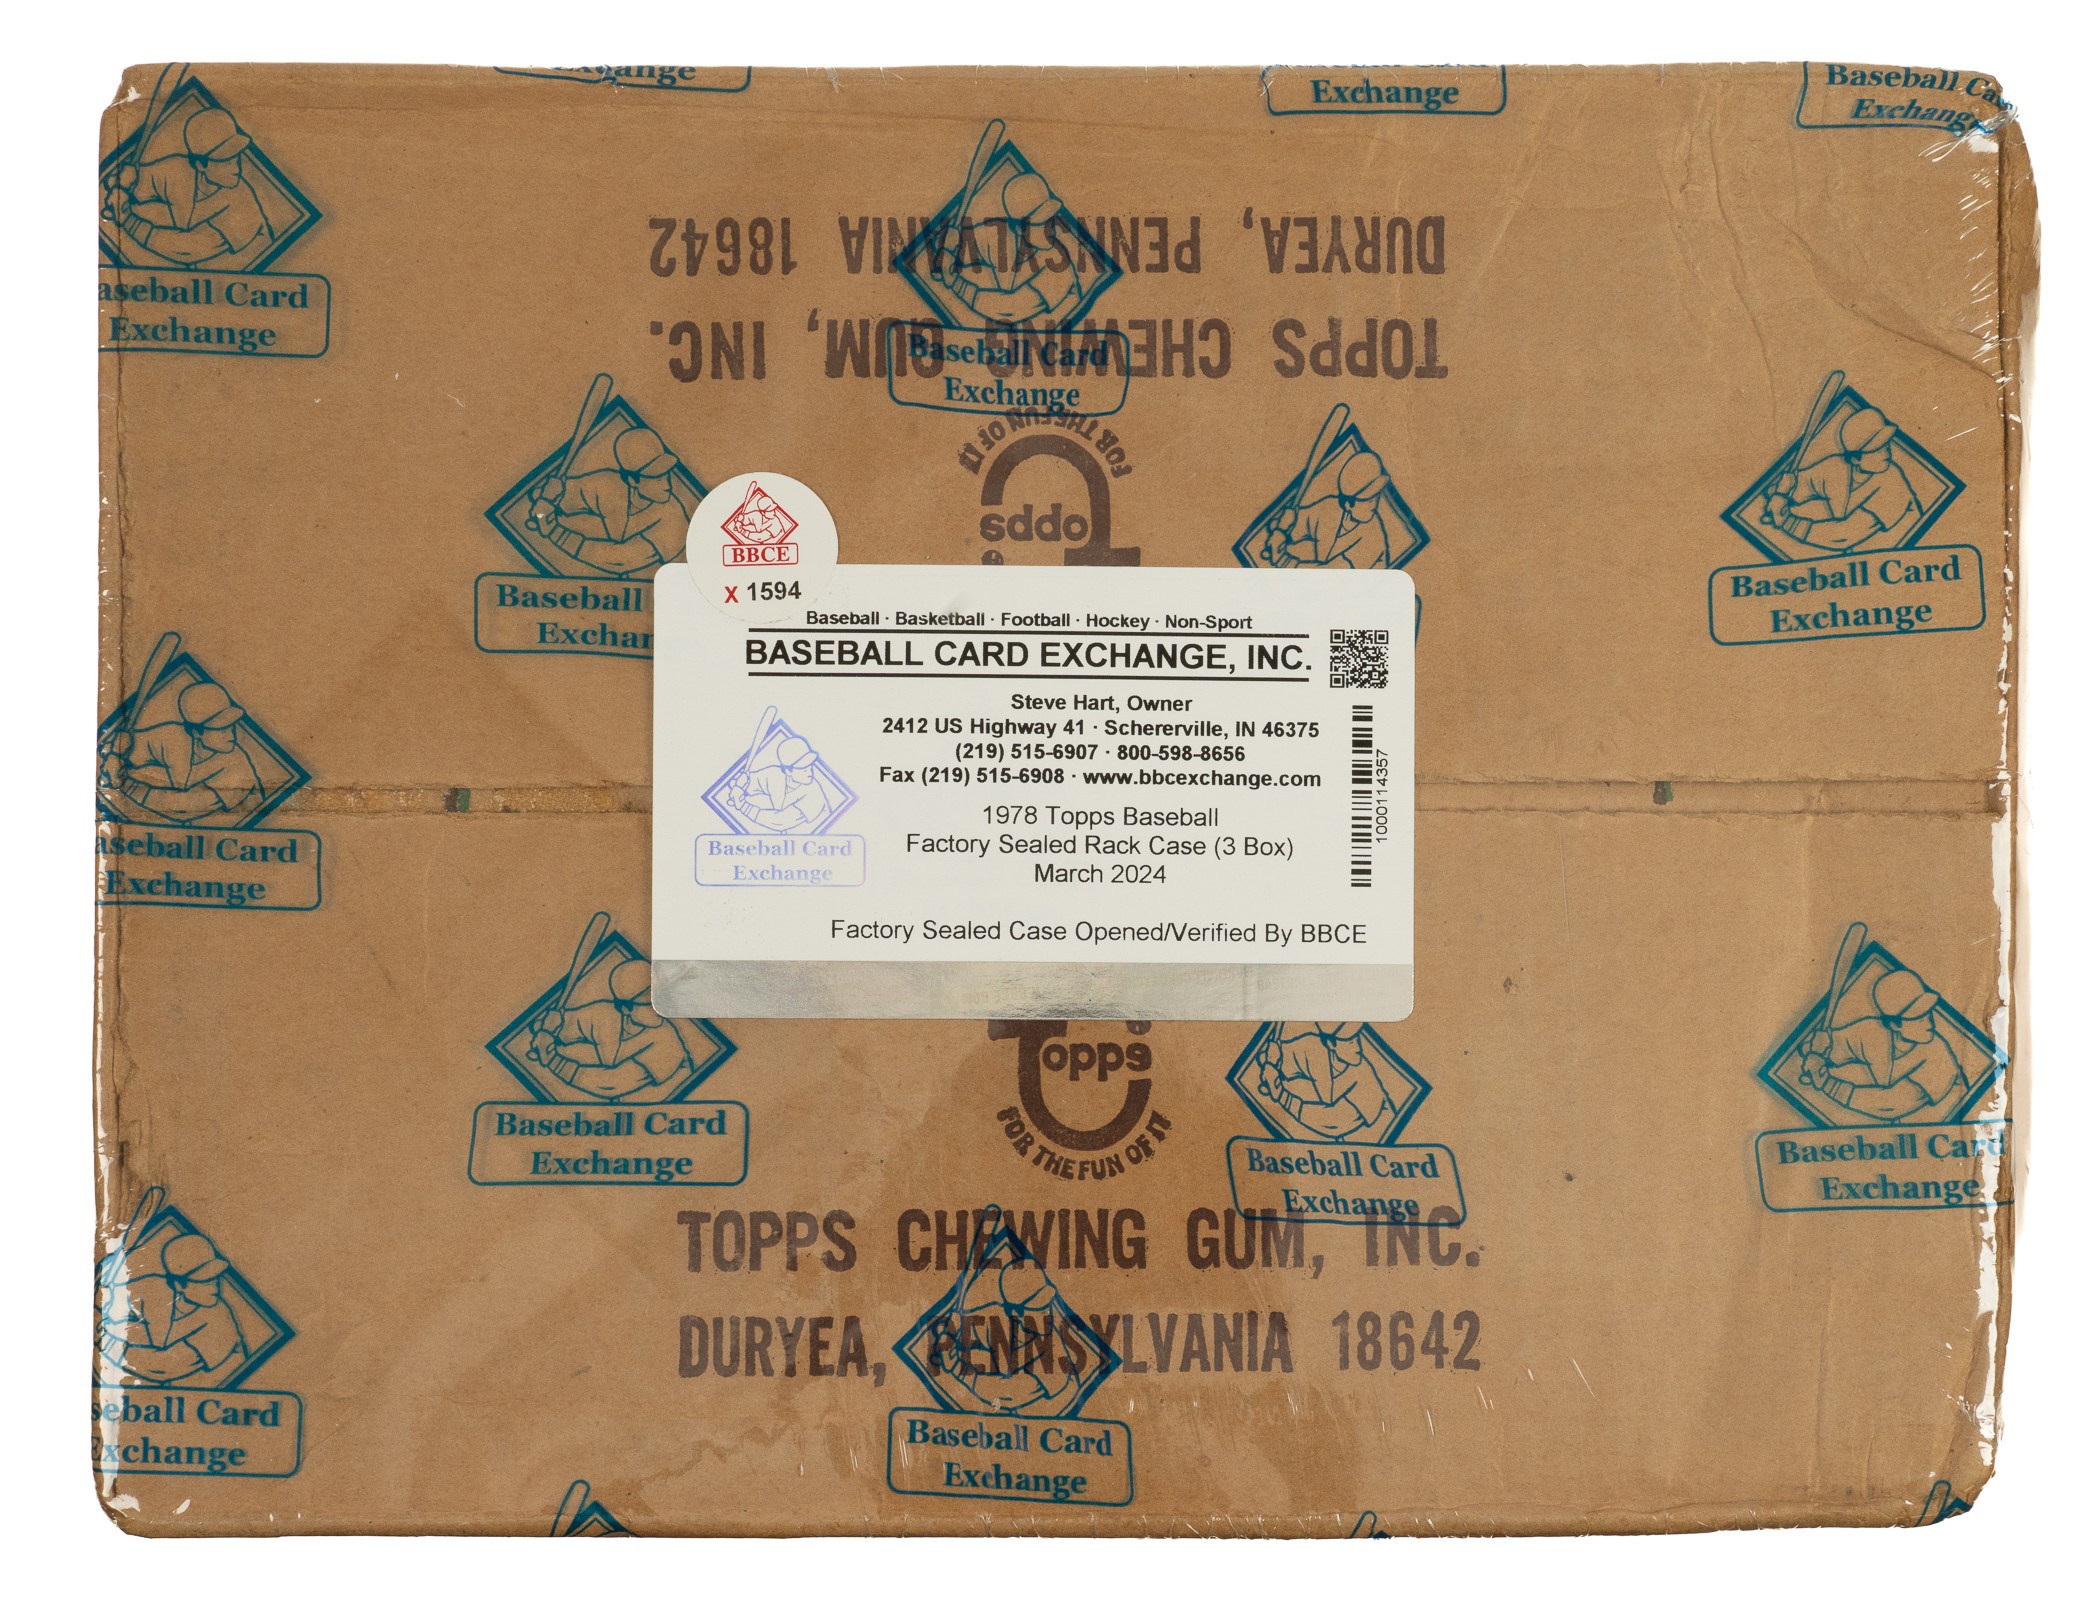 Exchange
Exchange
Baseball
Exchange
DURYEA, PENNSYLVANIA 18642
TOPPS CHEWING GUM, INC.
Baseball Card
Exchange
Baseball Card
Exchange
FOR THE FUN OF IT
Topps
Baseball
Baseball Card
Exchange
BBCE
X 1594
Baseball · Basketball · Football · Hockey · Non-Sport
BASEBALL CARD EXCHANGE, INC.
Steve Hart, Owner
2412 US Highway 41 · Schererville, IN 46375
(219) 515-6907 · 800-598-8656
Fax (219) 515-6908 · www.bbcexchange.com
1978 Topps Baseball
Factory Sealed Rack Case (3 Box)
March 2024
Factory Sealed Case Opened/Verified By BBCE
1000114357
Baseball Card
Exchange
Baseball Card
Exchange
Topps
FOR THE FUN OF IT
Baseball Card
Exchange
Baseball Card
Exchange
Baseball Card
Exchange
TOPPS CHEWING GUM, INC.
DURYEA, PENNSYLVANIA 18642
Baseball Card
Exchange
Baseball Card
Exchange